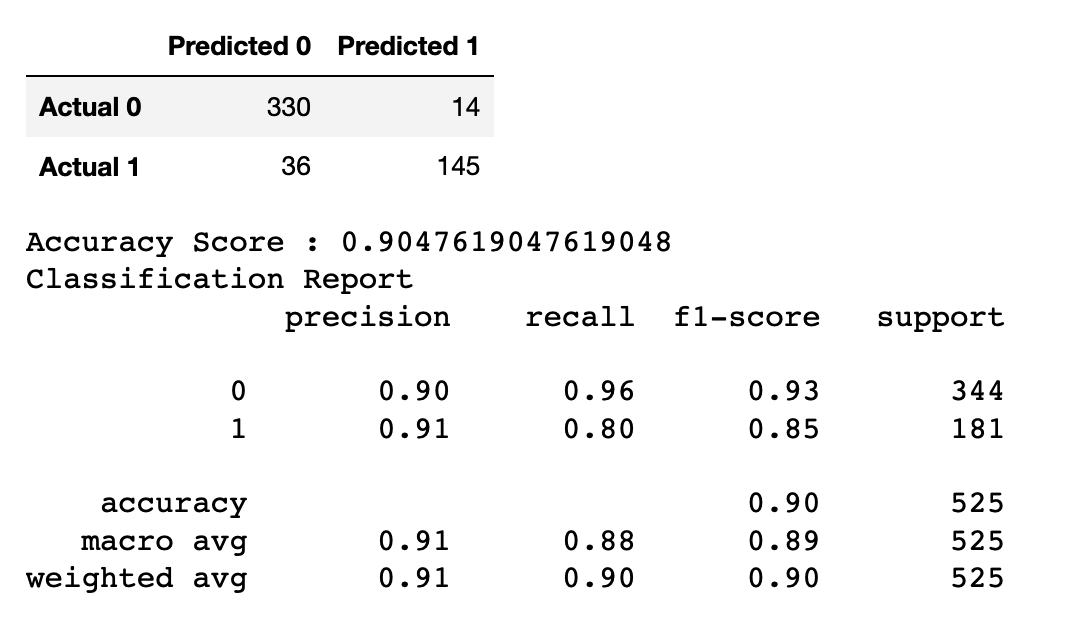 Predicted 0 Predicted 1
Actual 0 330 14
Actual 1 36 145
Accuracy Score : 0.9047619047619048
Classification Report
precision recall f1-score support
0 0.90 0.96 0.93 344
1 0.91 0.80 0.85 181
accuracy 0.90 525
macro avg 0.91 0.88 0.89 525
weighted avg 0.91 0.90 0.90 525